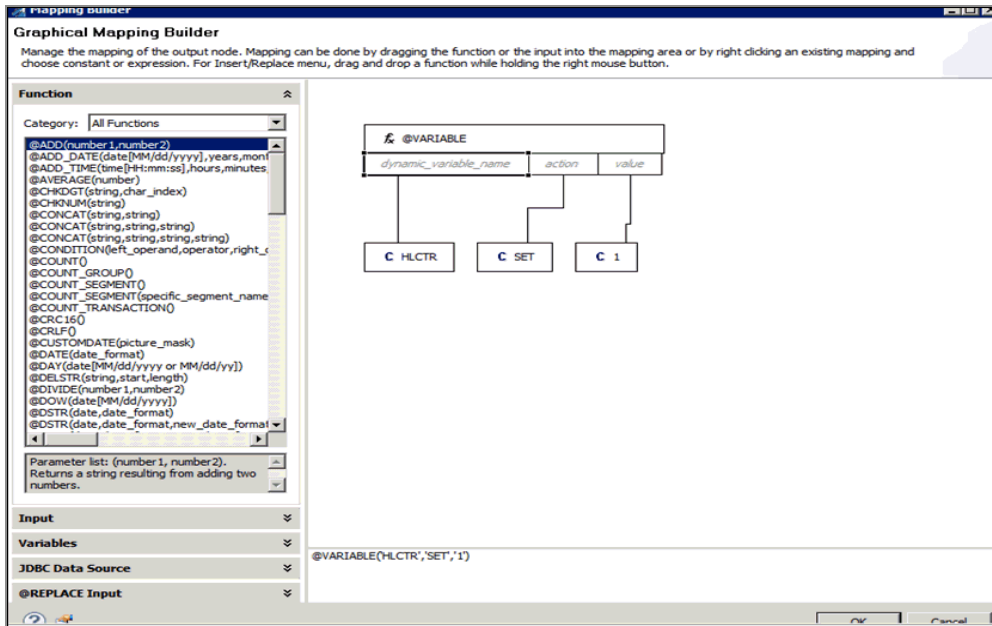 Mapping Builder
Graphical Mapping Builder
Manage the mapping of the output node. Mapping can be done by dragging the function or the input into the mapping area or by right clicking an existing mapping and
choose constant or expression. For Insert/Replace menu, drag and drop a function while holding the right mouse button.
Function
Category: All Functions
@ADD(number1,number2)
@ADD_DATE(date[MM/dd/yyyy],years,mont
@ADD_TIME(time[HH:mm:ss],hours,minutes,
@AVERAGE(number)
@CHKDGT(string,char_index)
@CHKNUM(string)
@CONCAT(string,string)
@CONCAT(string,string,string)
@CONCAT(string,string,string,string)
@CONDITION(left_operand,operator,right_o
@COUNT()
@COUNT_GROUP()
@COUNT_SEGMENT()
@COUNT_SEGMENT(specific_segment_name
@COUNT_TRANSACTION()
@CRC16()
@CRLF()
@CUSTOMDATE(picture_mask)
@DATE(date_format)
@DAY(date[MM/dd/yyyy or MM/dd/yy])
@DELSTR(string,start,length)
@DIVIDE(number1,number2)
@DOW(date[MM/dd/yyyy])
@DSTR(date,date_format)
@DSTR(date,date_format,new_date_format
Parameter list: (number1, number2).
Returns a string resulting from adding two
numbers.
Input
Variables
JDBC Data Source
@REPLACE Input
fx @VARIABLE
dynamic_variable_name action value
C HLCTR C SET C 1
@VARIABLE('HLCTR','SET','1')
OK Cancel